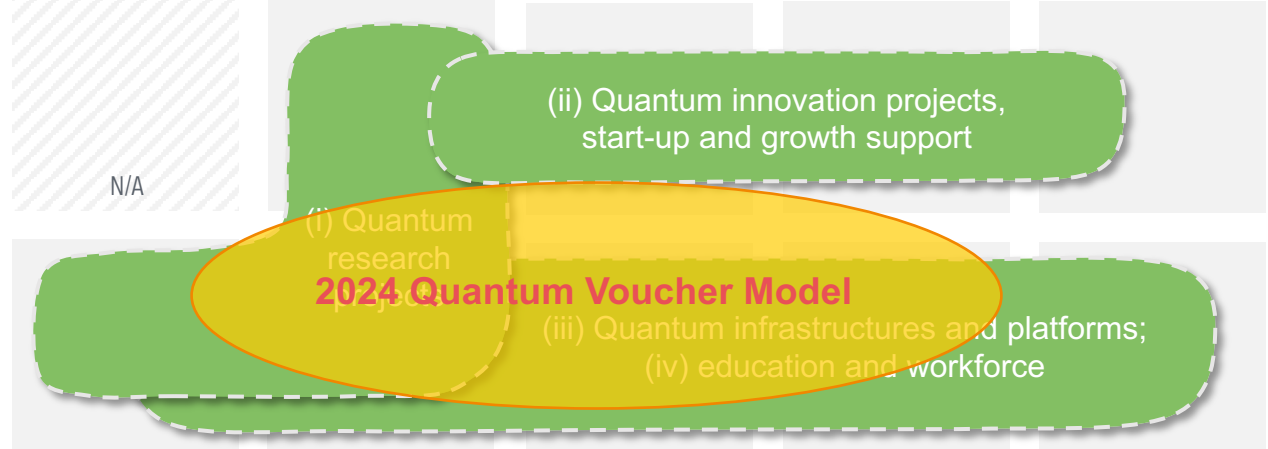 (ii) Quantum innovation projects,
start-up and growth support
N/A
(i) Quantum
research
projects
2024 Quantum Voucher Model
(iii) Quantum infrastructures and platforms;
(iv) education and workforce